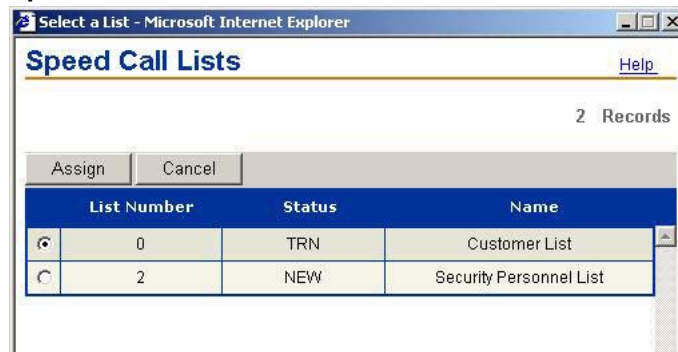 Select a List - Microsoft Internet Explorer
Speed Call Lists Help
2 Records
Assign Cancel
List Number Status Name
0 TRN Customer List
2 NEW Security Personnel List